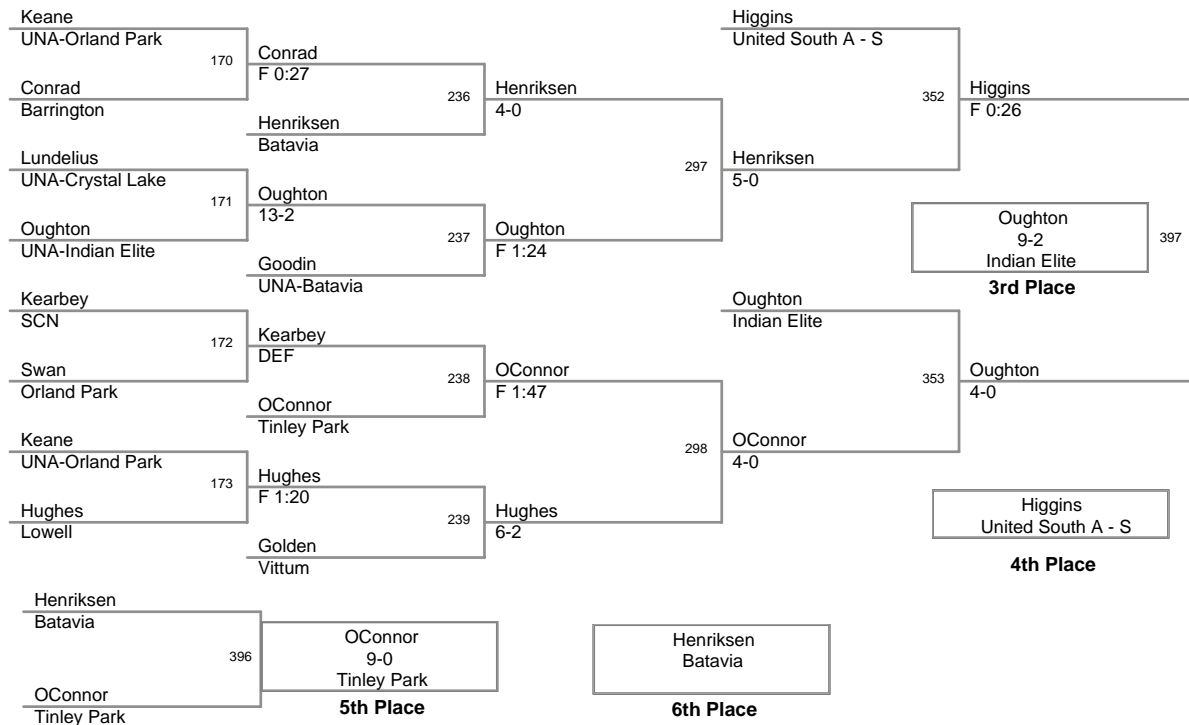 Keane
UNA-Orland Park
170
Conrad
Barrington
Conrad
F 0:27
236
Henriksen
Batavia
Henriksen
4-0
Lundelius
UNA-Crystal Lake
171
Oughton
UNA-Indian Elite
Oughton
13-2
237
Goodin
UNA-Batavia
Oughton
F 1:24
297
Henriksen
5-0
Higgins
United South A - S
352
Higgins
F 0:26
Kearbey
SCN
172
Swan
Orland Park
Kearbey
DEF
238
OConnor
Tinley Park
OConnor
F 1:47
Keane
UNA-Orland Park
173
Hughes
Lowell
Hughes
F 1:20
239
Golden
Vittum
Hughes
6-2
298
OConnor
4-0
Oughton
Indian Elite
353
Oughton
4-0
Oughton
9-2
Indian Elite
397
3rd Place
Higgins
United South A - S
4th Place
Henriksen
Batavia
396
OConnor
Tinley Park
OConnor
9-0
Tinley Park
5th Place
Henriksen
Batavia
6th Place